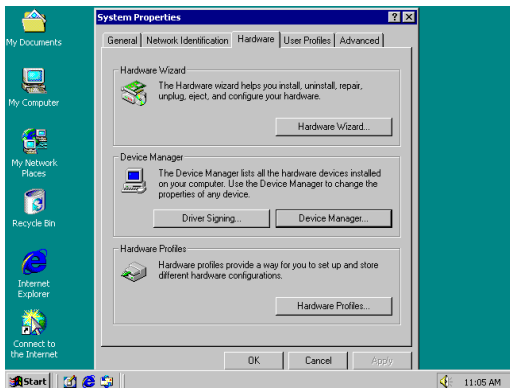 My Documents
My Computer
My Network
Places
Recycle Bin
Internet
Explorer
Connect to
the Internet
System Properties
General
Network Identification
Hardware
User Profiles
Advanced
Hardware Wizard
The Hardware wizard helps you install, uninstall, repair,
unplug, eject, and configure your hardware.
Hardware Wizard...
Device Manager
The Device Manager lists all the hardware devices installed
on your computer. Use the Device Manager to change the
properties of any device.
Driver Signing...
Device Manager...
Hardware Profiles
Hardware profiles provide a way for you to set up and store
different hardware configurations.
Hardware Profiles...
OK
Cancel
Apply
Start
11:05 AM